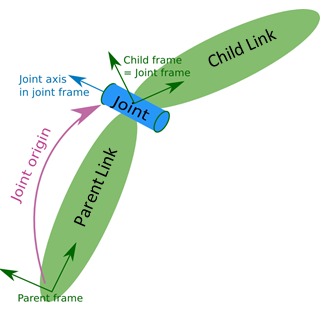 Child Link
Child frame
= Joint frame
Joint axis
in joint frame
Joint
Joint origin
Parent Link
Parent frame